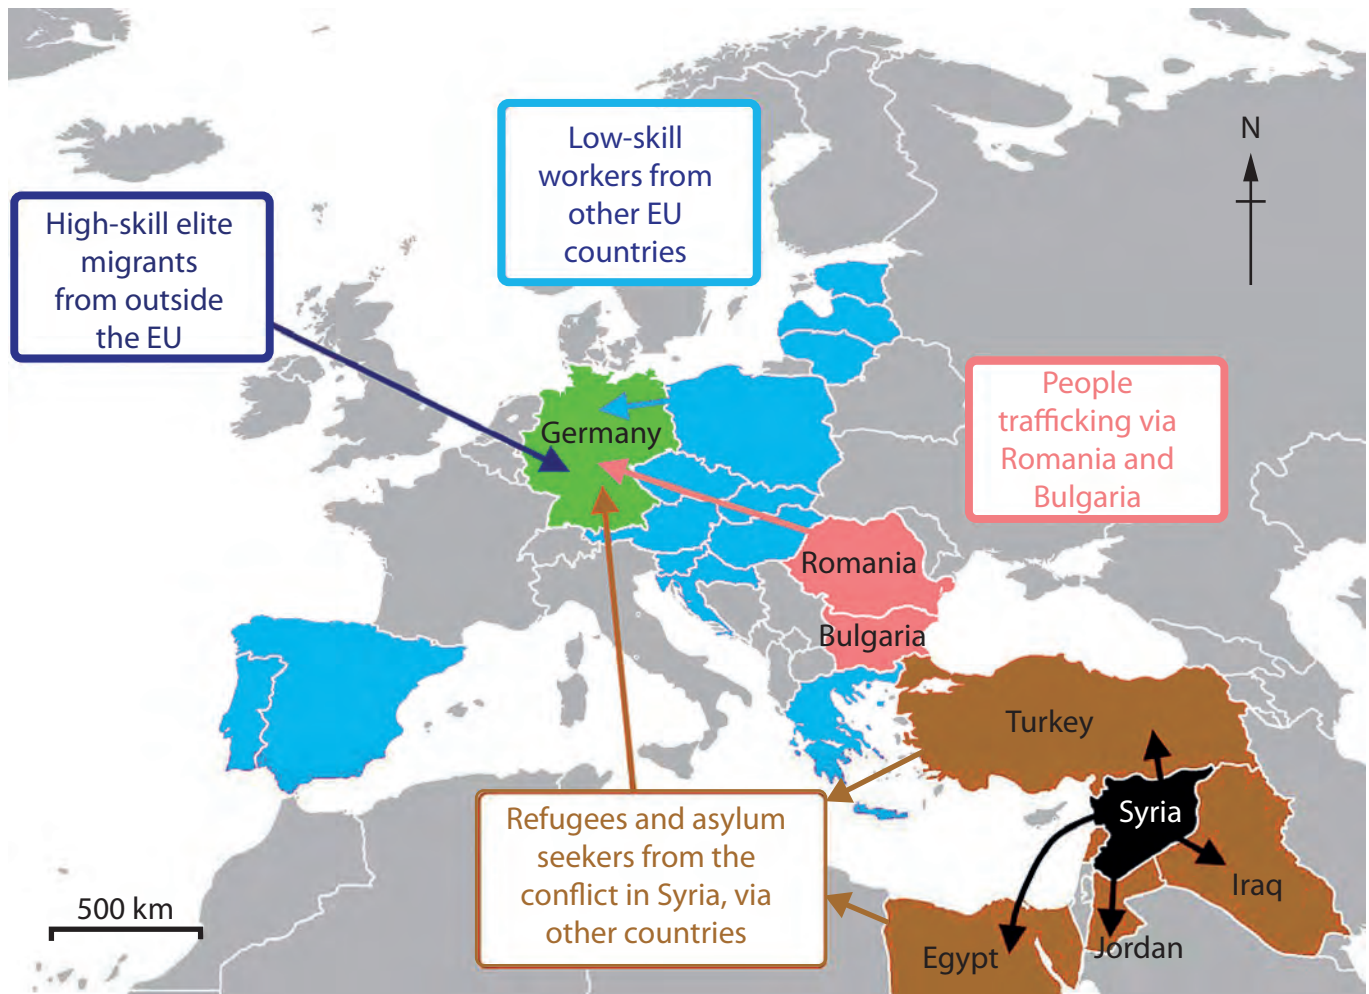 Low-skill
workers from
other EU
countries
N
High-skill elite
migrants
from outside
the EU
People
trafficking via
Romania and
Bulgaria
Germany
Romania
Bulgaria
Turkey
Syria
Refugees and asylum
seekers from the
conflict in Syria, via
other countries
Iraq
500 km
Egypt
Jordan